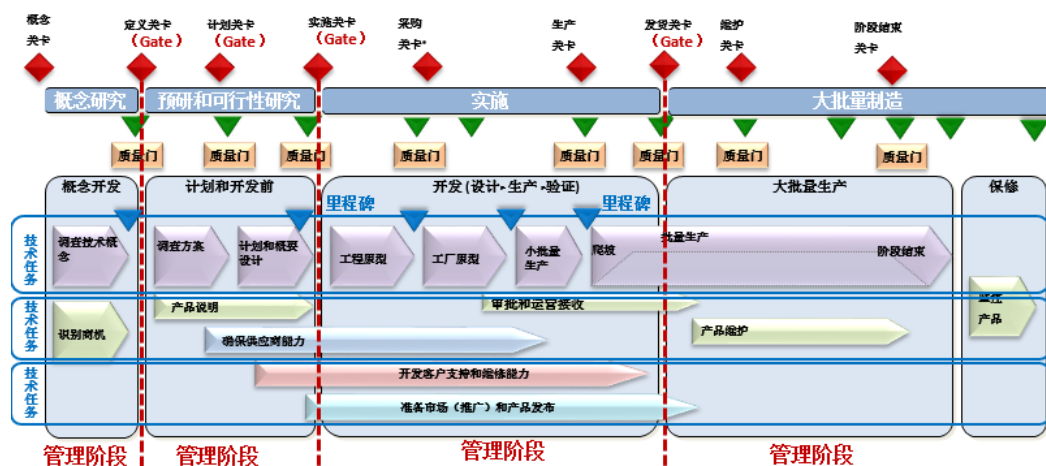 概念
关卡
定义关卡
（Gate）
计划关卡
（Gate）
实施关卡
（Gate）
采购
关卡*
生产
关卡
发货关卡
（Gate）
维护
关卡
阶段结束
关卡
概念研究
预研和可行性研究
实施
大批量制造
质量门
质量门
质量门
质量门
质量门
质量门
质量门
质量门
概念开发
计划和开发前
开发(设计-生产-验证)
大批量生产
保修
里程碑
里程碑
技术任务
调查技术概
念
调查方案
计划和概要
设计
工程原型
工厂原型
小批量
生产
爬坡
批量生产
阶段结束
技术任务
识别商机
产品说明
审批和运营接收
确保供应商能力
产品维护
产品
技术任务
开发客户支持和维修能力
准备市场（推广）和产品发布
管理阶段
管理阶段
管理阶段
管理阶段